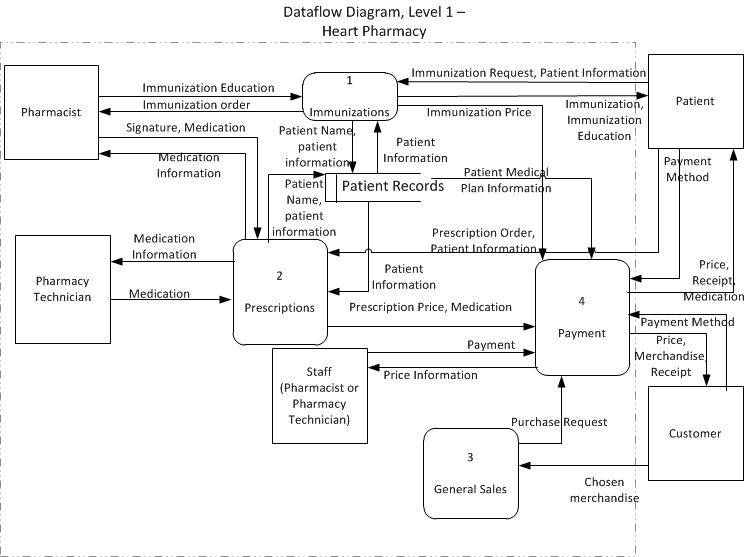 Dataflow Diagram, Level 1 –
Heart Pharmacy
Pharmacist
Immunization Education
Immunization order
1
Immunizations
Immunization Request, Patient Information
Immunization Price
Immunization,
Immunization
Education
Patient
Signature, Medication
Medication
Information
Patient Name,
patient
information
Patient
Information
Patient
Name,
patient
information
Patient Records
Patient Medical
Plan Information
Payment
Method
Pharmacy
Technician
Medication
Information
Medication
2
Prescriptions
Patient
Information
Prescription Order,
Patient Information
Prescription Price, Medication
4
Payment
Price,
Receipt,
Medication
Payment Method
Price,
Merchandise,
Receipt
Staff
(Pharmacist or
Pharmacy
Technician)
Payment
Price Information
Purchase Request
3
General Sales
Chosen
merchandise
Customer